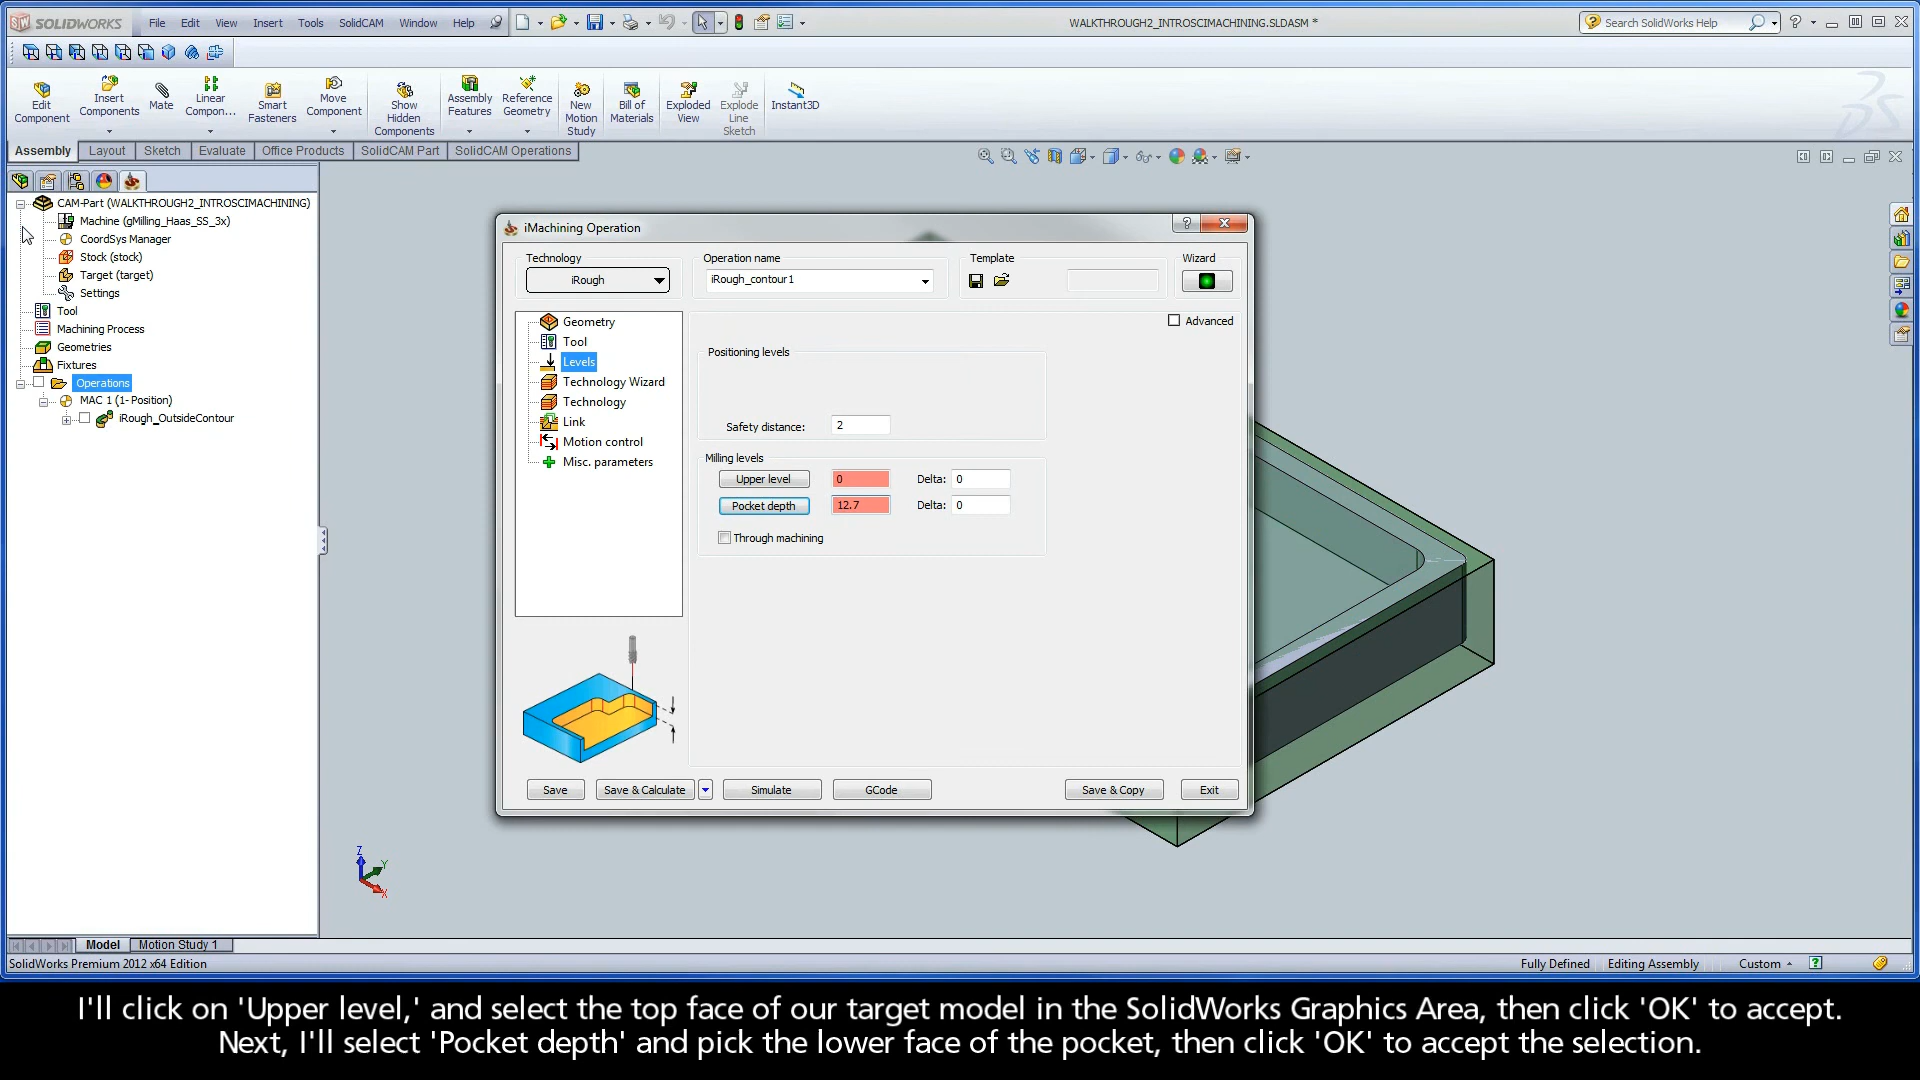 SOLIDWORKS File Edit View Insert Tools SolidCAM Window Help WALKTHROUGH2_INTROSCIMACHINING.SLDASM * Search SolidWorks Help
Edit Component
Insert Components
Mate
Linear Compon...
Smart Fasteners
Move Component
Show Hidden Components
Assembly Features
Reference Geometry
New Motion Study
Bill of Materials
Exploded View
Explode Line Sketch
Instant3D
Assembly Layout Sketch Evaluate Office Products SolidCAM Part SolidCAM Operations
CAM-Part (WALKTHROUGH2_INTROSCIMACHINING)
Machine (gMilling_Haas_SS_3x)
CoordSys Manager
Stock (stock)
Target (target)
Settings
Tool
Machining Process
Geometries
Fixtures
Operations
MAC 1 (1- Position)
iRough_OutsideContour
iMachining Operation
Technology Operation name Template Wizard
iRough iRough_contour1
Geometry
Tool
Levels
Technology Wizard
Technology
Link
Motion control
Misc. parameters
Advanced
Positioning levels
Safety distance: 2
Milling levels
Upper level 0 Delta: 0
Pocket depth 12.7 Delta: 0
Through machining
Save Save & Calculate Simulate GCode Save & Copy Exit
Z
Y
X
Model Motion Study 1
SolidWorks Premium 2012 x64 Edition Fully Defined Editing Assembly Custom
I'll click on 'Upper level,' and select the top face of our target model in the SolidWorks Graphics Area, then click 'OK' to accept.
Next, I'll select 'Pocket depth' and pick the lower face of the pocket, then click 'OK' to accept the selection.